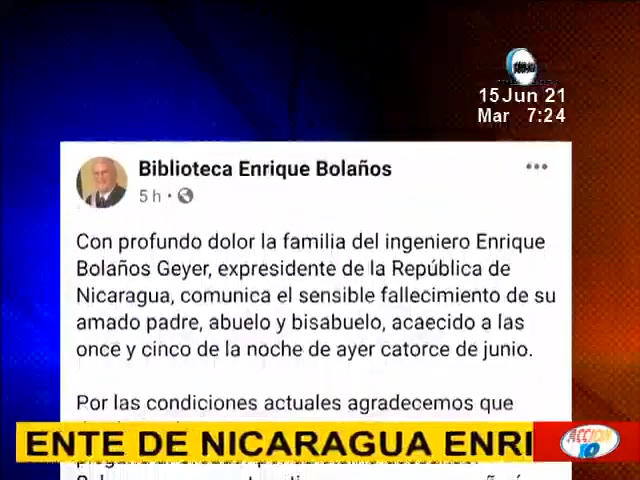 15 Jun 21
Mar 7:24
Biblioteca Enrique Bolaños
5 h
Con profundo dolor la familia del ingeniero Enrique
Bolaños Geyer, expresidente de la República de
Nicaragua, comunica el sensible fallecimiento de su
amado padre, abuelo y bisabuelo, acaecido a las
once y cinco de la noche de ayer catorce de junio.
Por las condiciones actuales agradecemos que
ENTE DE NICARAGUA ENRI
ACCION
10